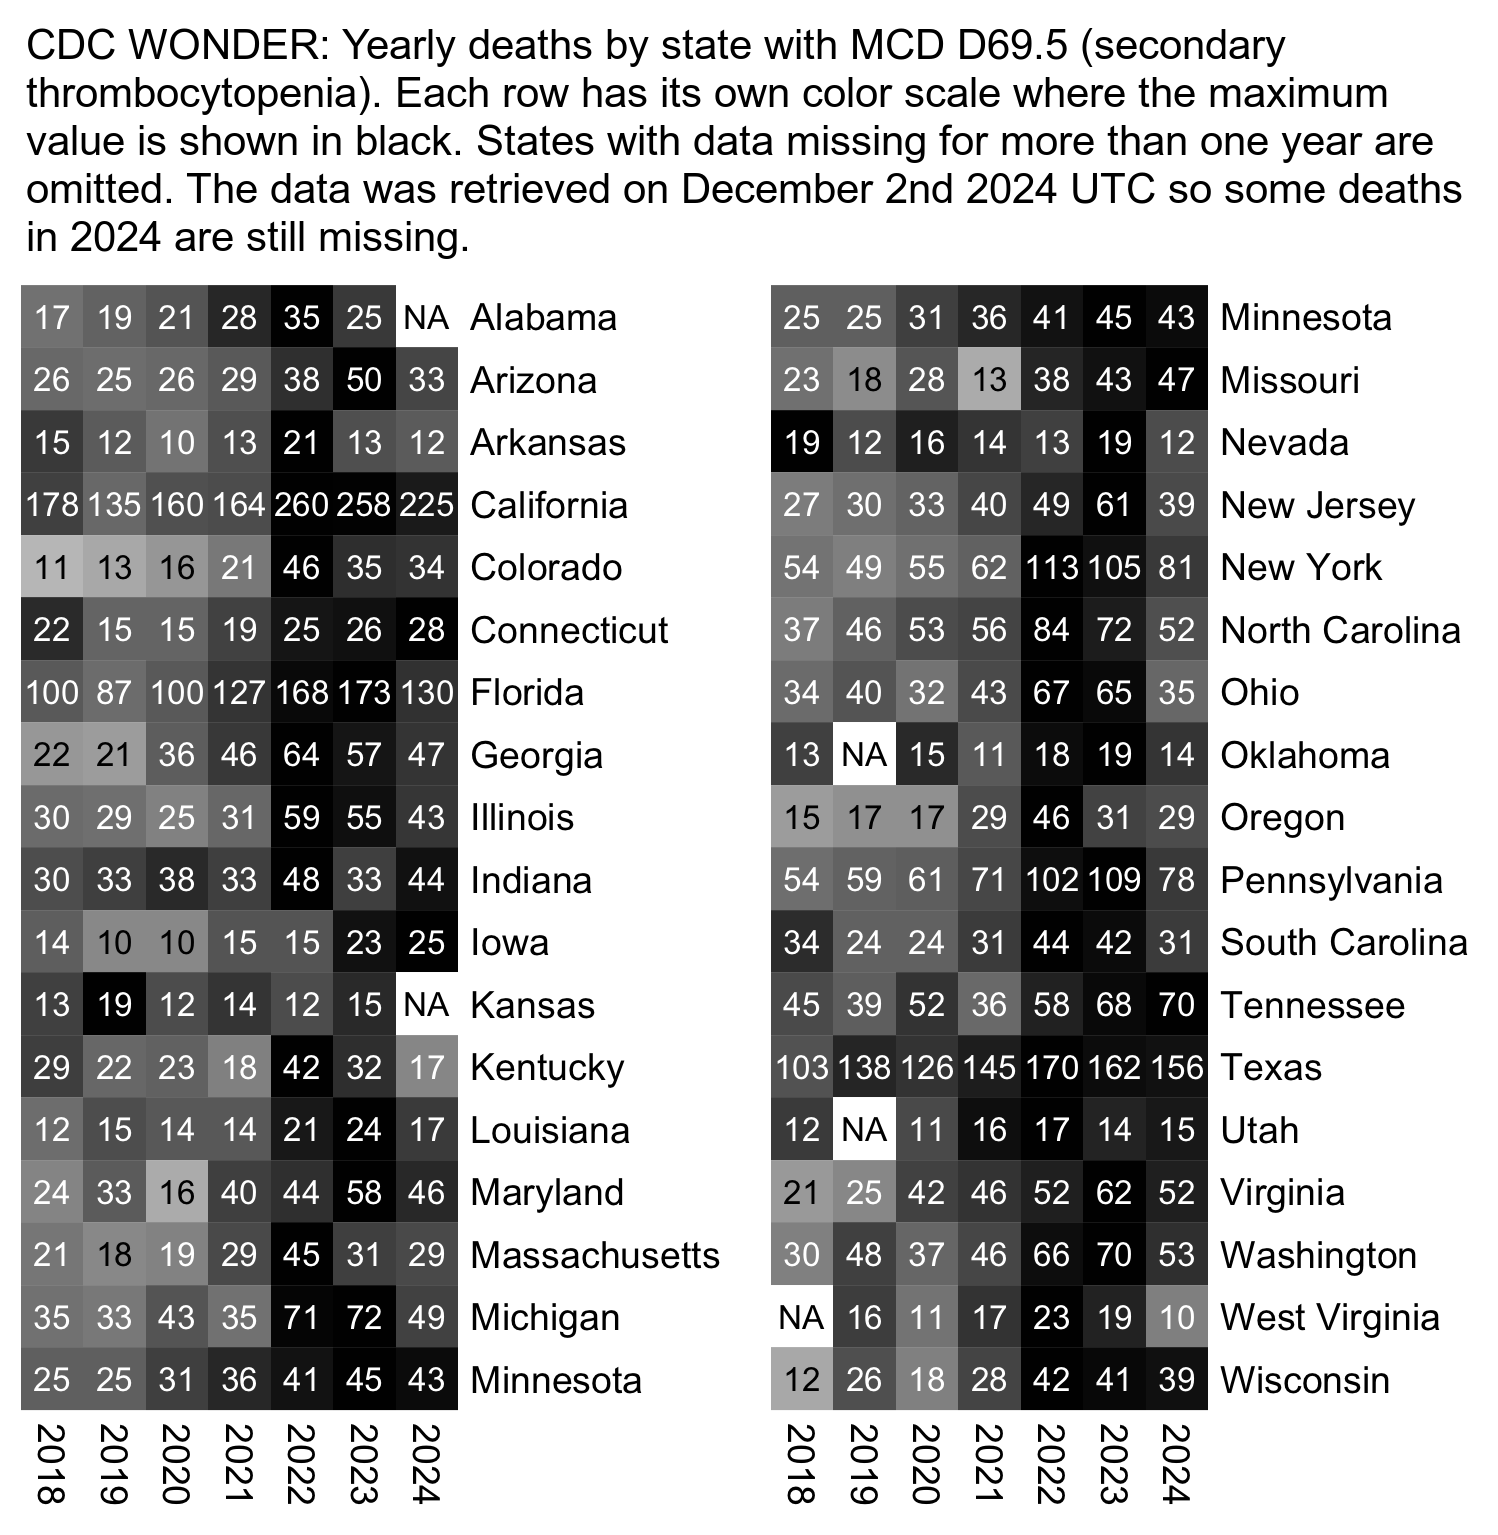 CDC WONDER: Yearly deaths by state with MCD D69.5 (secondary
thrombocytopenia). Each row has its own color scale where the maximum
value is shown in black. States with data missing for more than one year are
omitted. The data was retrieved on December 2nd 2024 UTC so some deaths
in 2024 are still missing.
17 19 21 28 35 25 NA Alabama
26 25 26 29 38 50 33 Arizona
15 12 10 13 21 13 12 Arkansas
178 135 160 164 260 258 225 California
11 13 16 21 46 35 34 Colorado
22 15 15 19 25 26 28 Connecticut
100 87 100 127 168 173 130 Florida
22 21 36 46 64 57 47 Georgia
30 29 25 31 59 55 43 Illinois
30 33 38 33 48 33 44 Indiana
14 10 10 15 15 23 25 Iowa
13 19 12 14 12 15 NA Kansas
29 22 23 18 42 32 17 Kentucky
12 15 14 14 21 24 17 Louisiana
24 33 16 40 44 58 46 Maryland
21 18 19 29 45 31 29 Massachusetts
35 33 43 35 71 72 49 Michigan
25 25 31 36 41 45 43 Minnesota
2018 2019 2020 2021 2022 2023 2024
25 25 31 36 41 45 43 Minnesota
23 18 28 13 38 43 47 Missouri
19 12 16 14 13 19 12 Nevada
27 30 33 40 49 61 39 New Jersey
54 49 55 62 113 105 81 New York
37 46 53 56 84 72 52 North Carolina
34 40 32 43 67 65 35 Ohio
13 NA 15 11 18 19 14 Oklahoma
15 17 17 29 46 31 29 Oregon
54 59 61 71 102 109 78 Pennsylvania
34 24 24 31 44 42 31 South Carolina
45 39 52 36 58 68 70 Tennessee
103 138 126 145 170 162 156 Texas
12 NA 11 16 17 14 15 Utah
21 25 42 46 52 62 52 Virginia
30 48 37 46 66 70 53 Washington
NA 16 11 17 23 19 10 West Virginia
12 26 18 28 42 41 39 Wisconsin
2018 2019 2020 2021 2022 2023 2024